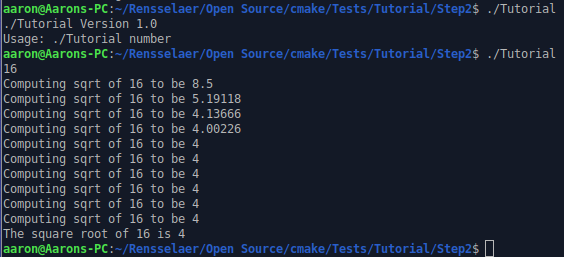 aaron@Aarons-PC:~/Rensselaer/Open Source/cmake/Tests/Tutorial/Step2$ ./Tutorial
./Tutorial Version 1.0
Usage: ./Tutorial number
aaron@Aarons-PC:~/Rensselaer/Open Source/cmake/Tests/Tutorial/Step2$ ./Tutorial
16
Computing sqrt of 16 to be 8.5
Computing sqrt of 16 to be 5.19118
Computing sqrt of 16 to be 4.13666
Computing sqrt of 16 to be 4.00226
Computing sqrt of 16 to be 4
Computing sqrt of 16 to be 4
Computing sqrt of 16 to be 4
Computing sqrt of 16 to be 4
Computing sqrt of 16 to be 4
Computing sqrt of 16 to be 4
The square root of 16 is 4
aaron@Aarons-PC:~/Rensselaer/Open Source/cmake/Tests/Tutorial/Step2$